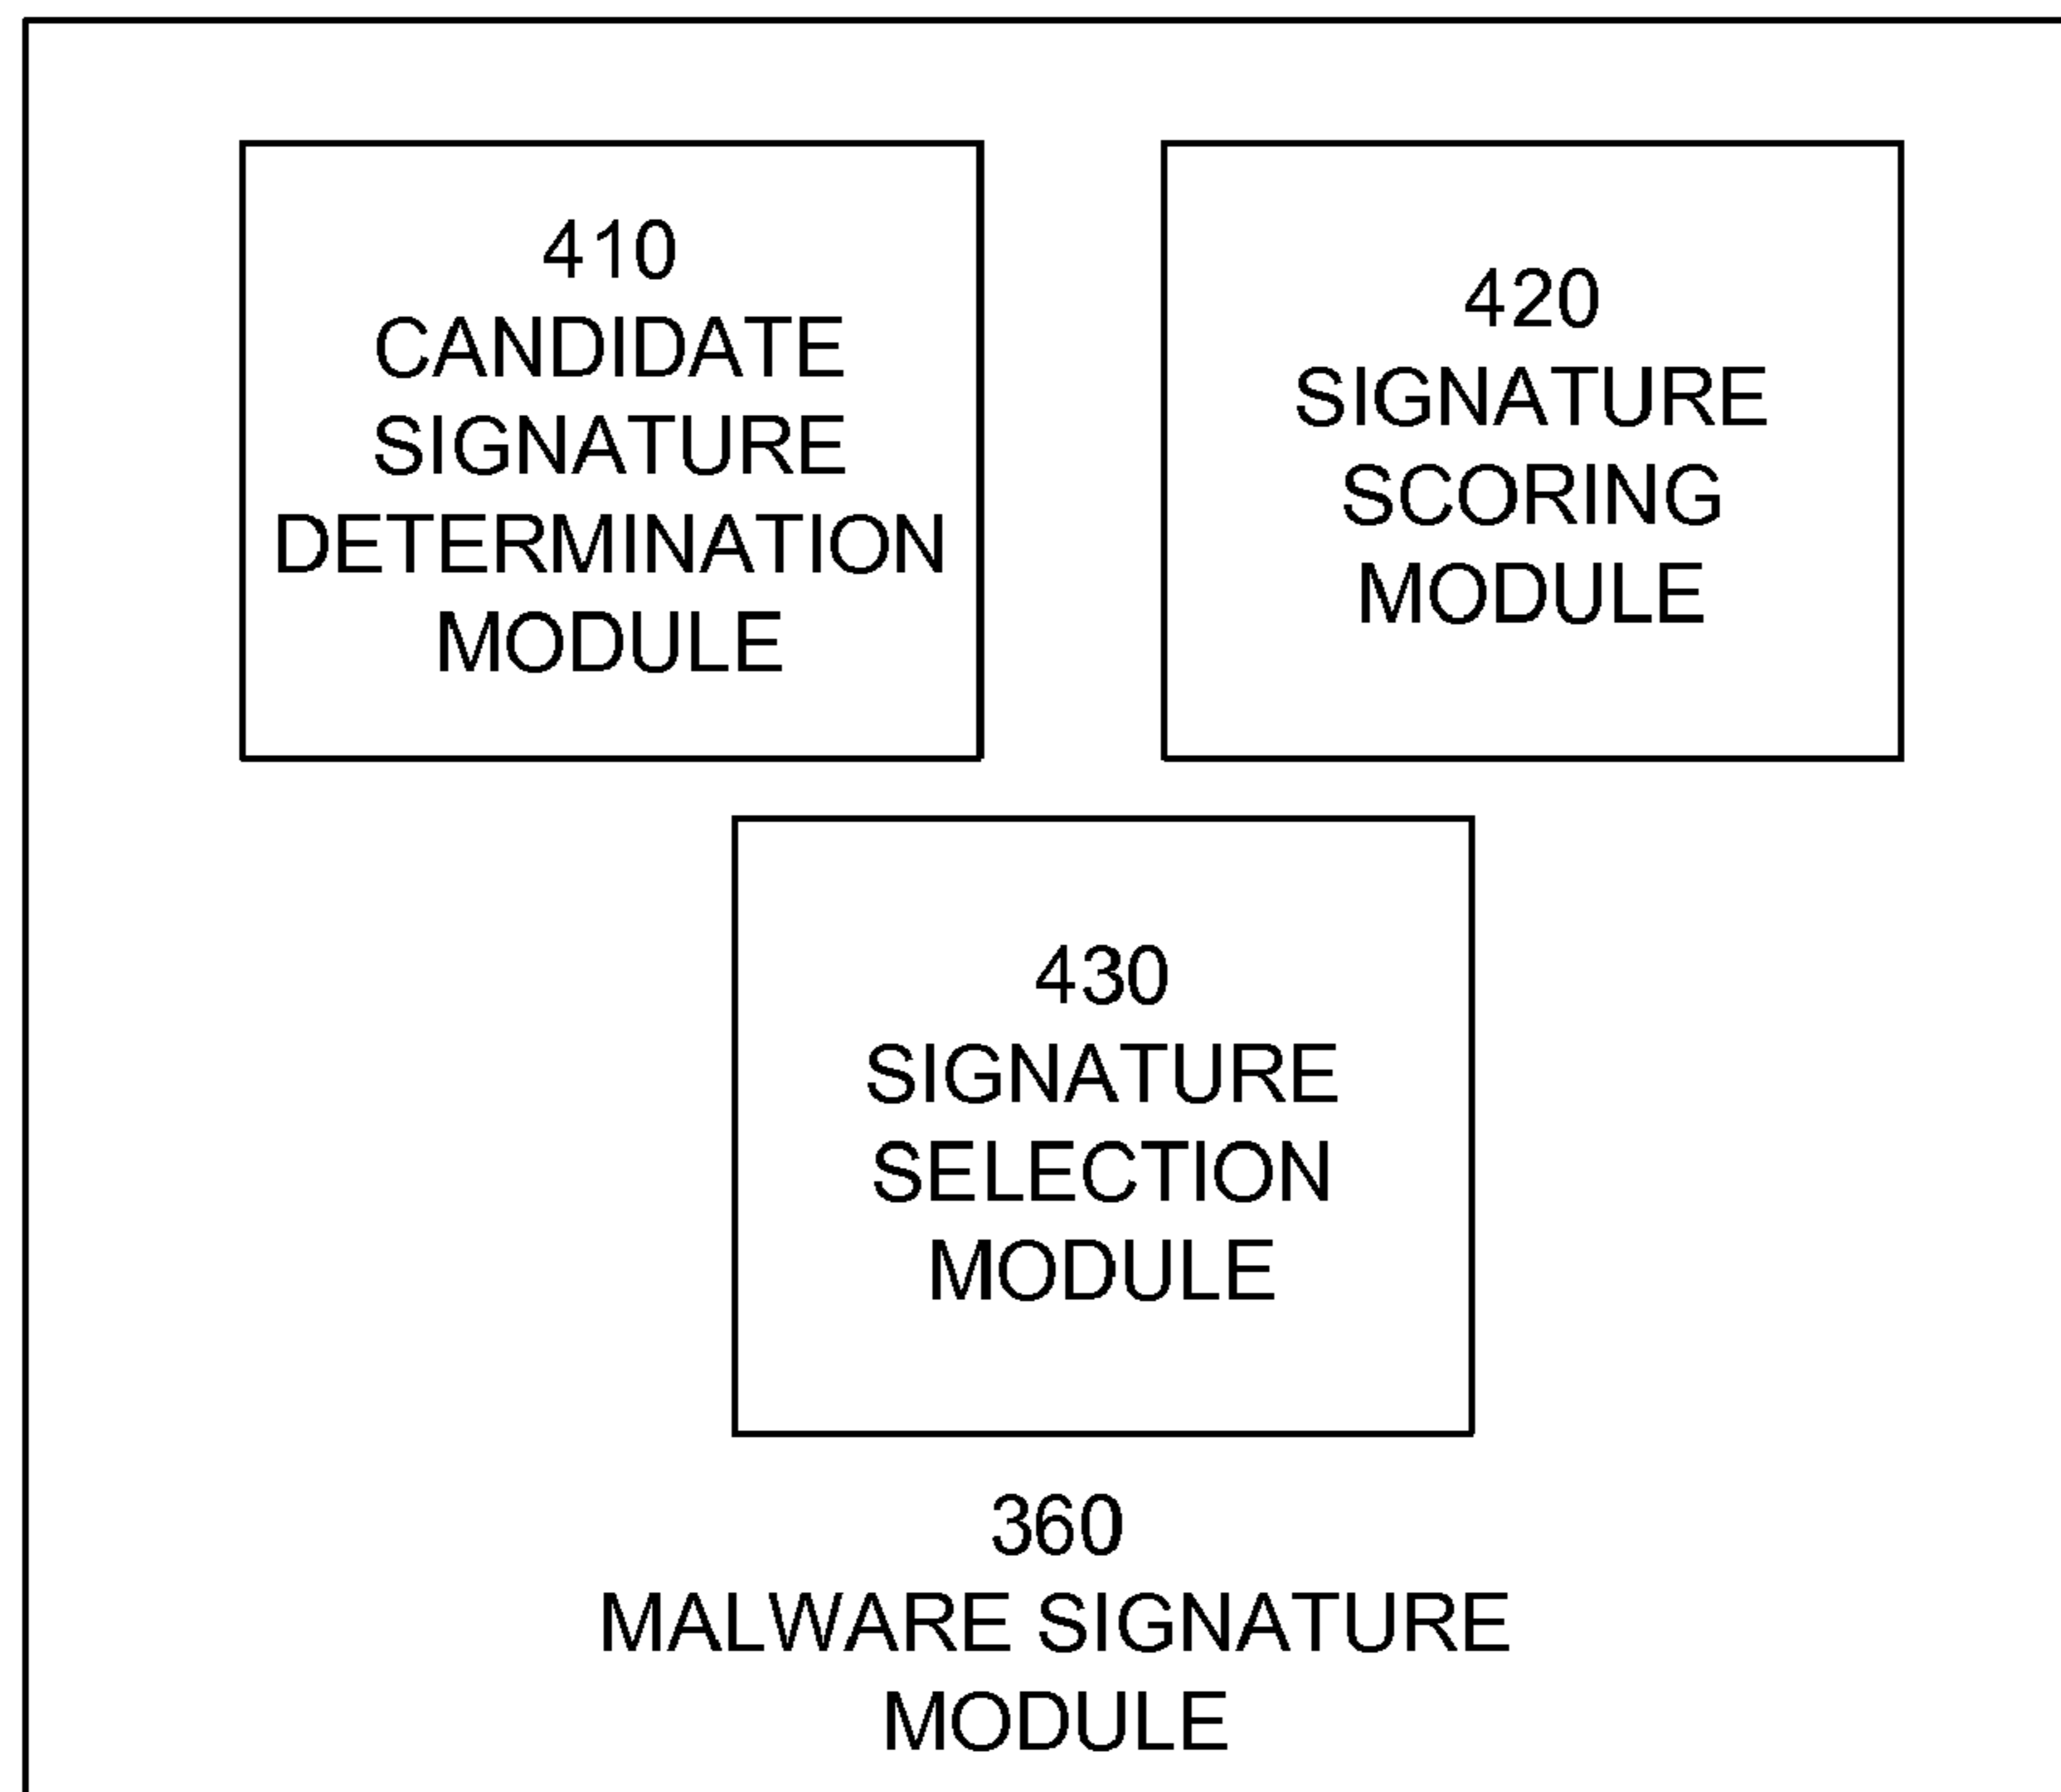 410
CANDIDATE
SIGNATURE
DETERMINATION
MODULE
420
SIGNATURE
SCORING
MODULE
430
SIGNATURE
SELECTION
MODULE
360
MALWARE SIGNATURE
MODULE